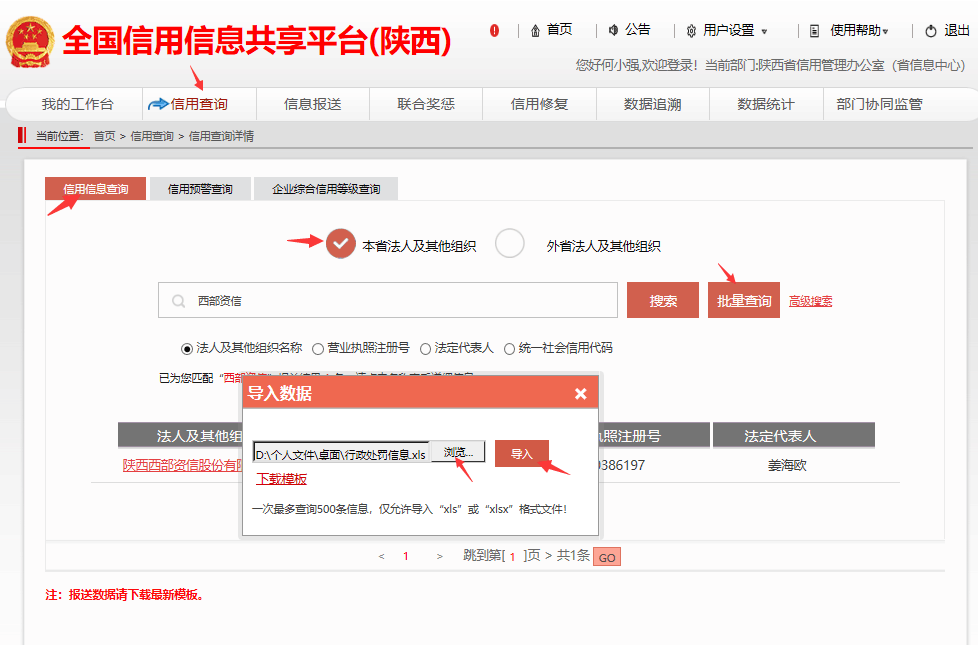 全国信用信息共享平台(陕西)
首页 公告 用户设置 使用帮助 退出
您好何小强,欢迎登录！当前部门:陕西省信用管理办公室（省信息中心）
我的工作台 信用查询 信息报送 联合奖惩 信用修复 数据追溯 数据统计 部门协同监管
当前位置: 首页 > 信用查询 > 信用查询详情
信用信息查询 信用预警查询 企业综合信用等级查询
本省法人及其他组织 外省法人及其他组织
西部资信 搜索 批量查询 高级搜索
法人及其他组织名称 营业执照注册号 法定代表人 统一社会信用代码
已为您匹配 “西部资信”
导入数据
法人及其他组 执照注册号 法定代表人
D:\个人文件\桌面\行政处罚信息.xls 浏览... 导入
陕西西部资信股份有限 0386197 姜海欧
下载模板
一次最多查询500条信息，仅允许导入“xls”或“xlsx”格式文件！
< 1 > 跳到第[ 1 ]页 > 共1条 GO
注：报送数据请下载最新模板。